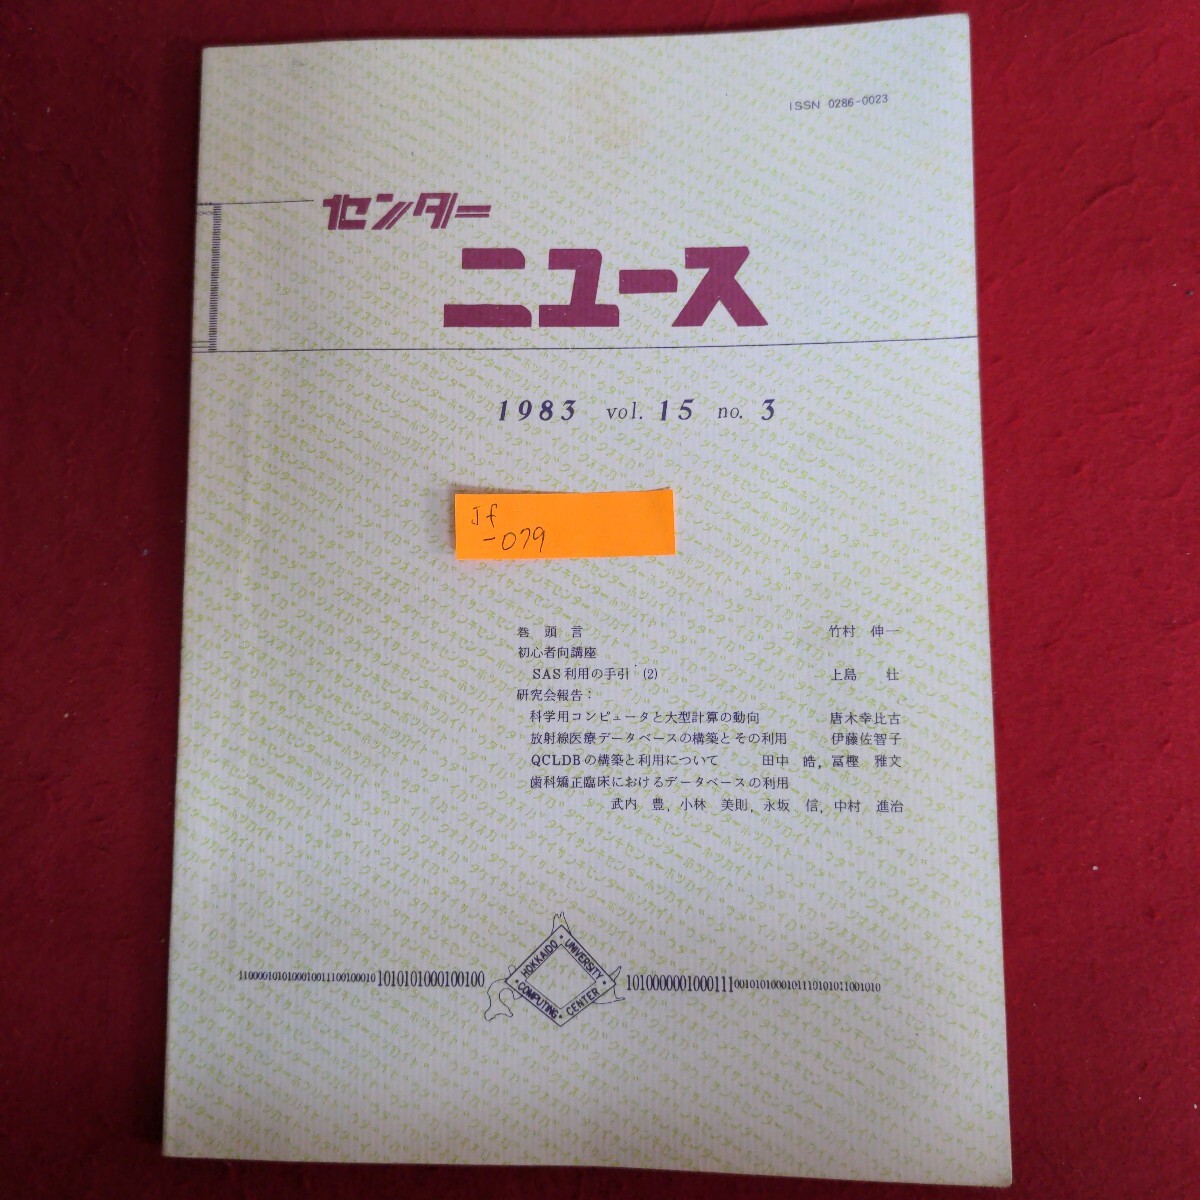 ISSN 0286-0023
センター
ニュース
1983 vol. 15 no. 3
Jf
-079
巻頭言 竹村 伸一
初心者向講座
SAS利用の手引 (2) 上島 壮
研究会報告:
科学用コンピュータと大型計算の動向 唐木幸比古
放射線医療データベースの構築とその利用 伊藤佐智子
QCLDBの構築と利用について 田中 皓, 冨樫 雅文
歯科矯正臨床におけるデータベースの利用
武内 豊, 小林 美則, 永坂 信, 中村 進治
HOKKAIDO UNIVERSITY
COMPUTING CENTER
1010101000100100
1010000001000111